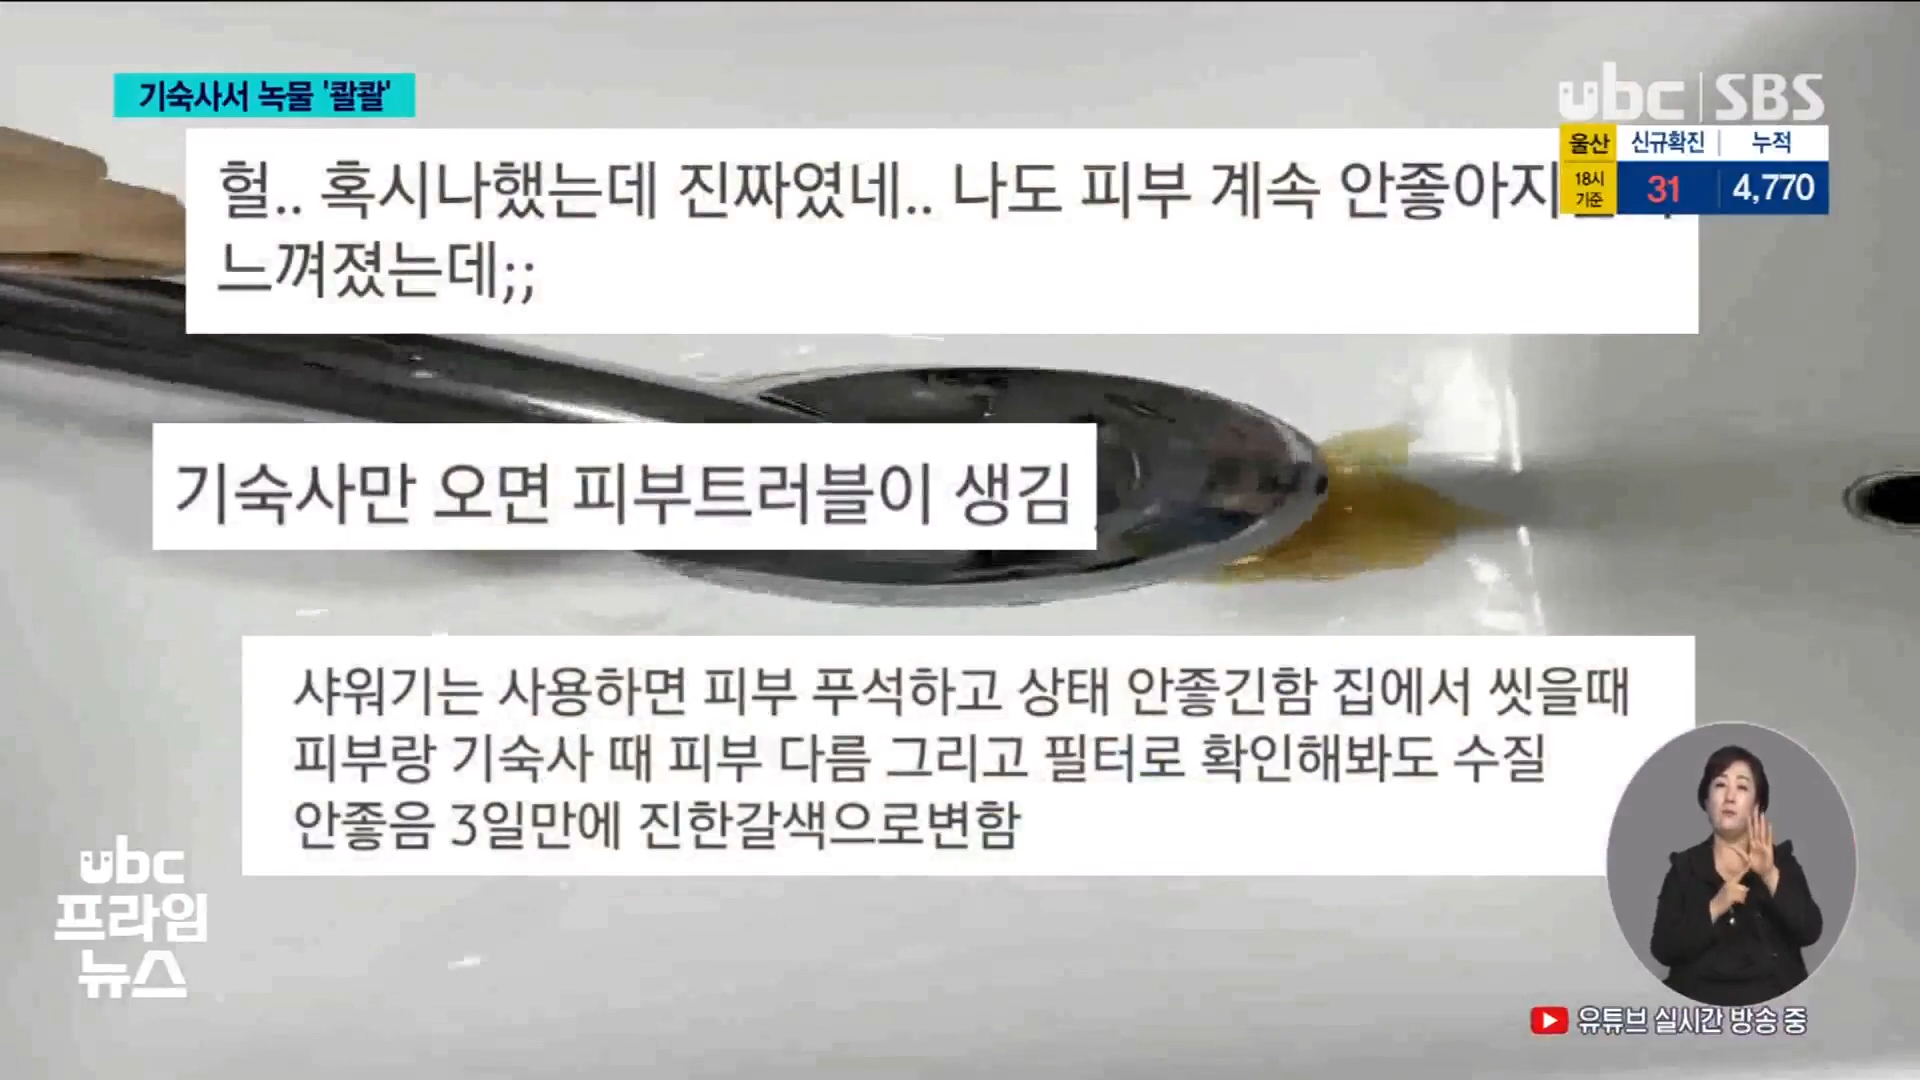 기숙사서 녹물 '콸콸'
ubc SBS
울산 신규확진 누적
18시 기준 31 4,770
헐.. 혹시나했는데 진짜였네.. 나도 피부 계속 안좋아지
느껴졌는데;;
기숙사만 오면 피부트러블이 생김
샤워기는 사용하면 피부 푸석하고 상태 안좋긴함 집에서 씻을때
피부랑 기숙사 때 피부 다름 그리고 필터로 확인해봐도 수질
안좋음 3일만에 진한갈색으로변함
ubc
프라임
뉴스
유튜브 실시간 방송 중